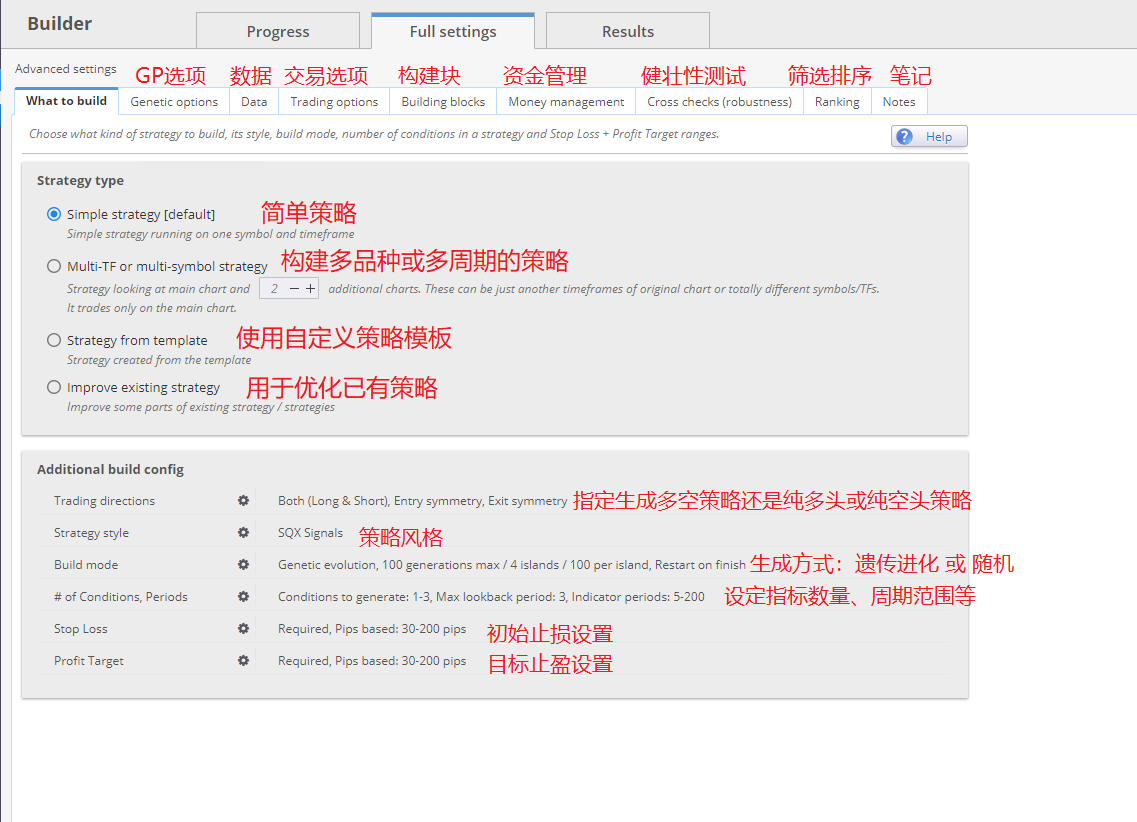 Builder
Progress
Full settings
Results
Advanced settings GP选项 数据 交易选项 构建块 资金管理 健壮性测试 筛选排序 笔记
What to build Genetic options Data Trading options Building blocks Money management Cross checks (robustness) Ranking Notes
Choose what kind of strategy to build, its style, build mode, number of conditions in a strategy and Stop Loss + Profit Target ranges.
? Help
Strategy type
Simple strategy [default] 简单策略
Simple strategy running on one symbol and timeframe
Multi-TF or multi-symbol strategy 构建多品种或多周期的策略
Strategy looking at main chart and 2 − + additional charts. These can be just another timeframes of original chart or totally different symbols/TFs.
It trades only on the main chart.
Strategy from template 使用自定义策略模板
Strategy created from the template
Improve existing strategy 用于优化已有策略
Improve some parts of existing strategy / strategies
Additional build config
Trading directions Both (Long & Short), Entry symmetry, Exit symmetry 指定生成多空策略还是纯多头或纯空头策略
Strategy style SQX Signals 策略风格
Build mode Genetic evolution, 100 generations max / 4 islands / 100 per island, Restart on finish 生成方式：遗传进化 或 随机
# of Conditions, Periods Conditions to generate: 1-3, Max lookback period: 3, Indicator periods: 5-200 设定指标数量、周期范围等
Stop Loss Required, Pips based: 30-200 pips 初始止损设置
Profit Target Required, Pips based: 30-200 pips 目标止盈设置